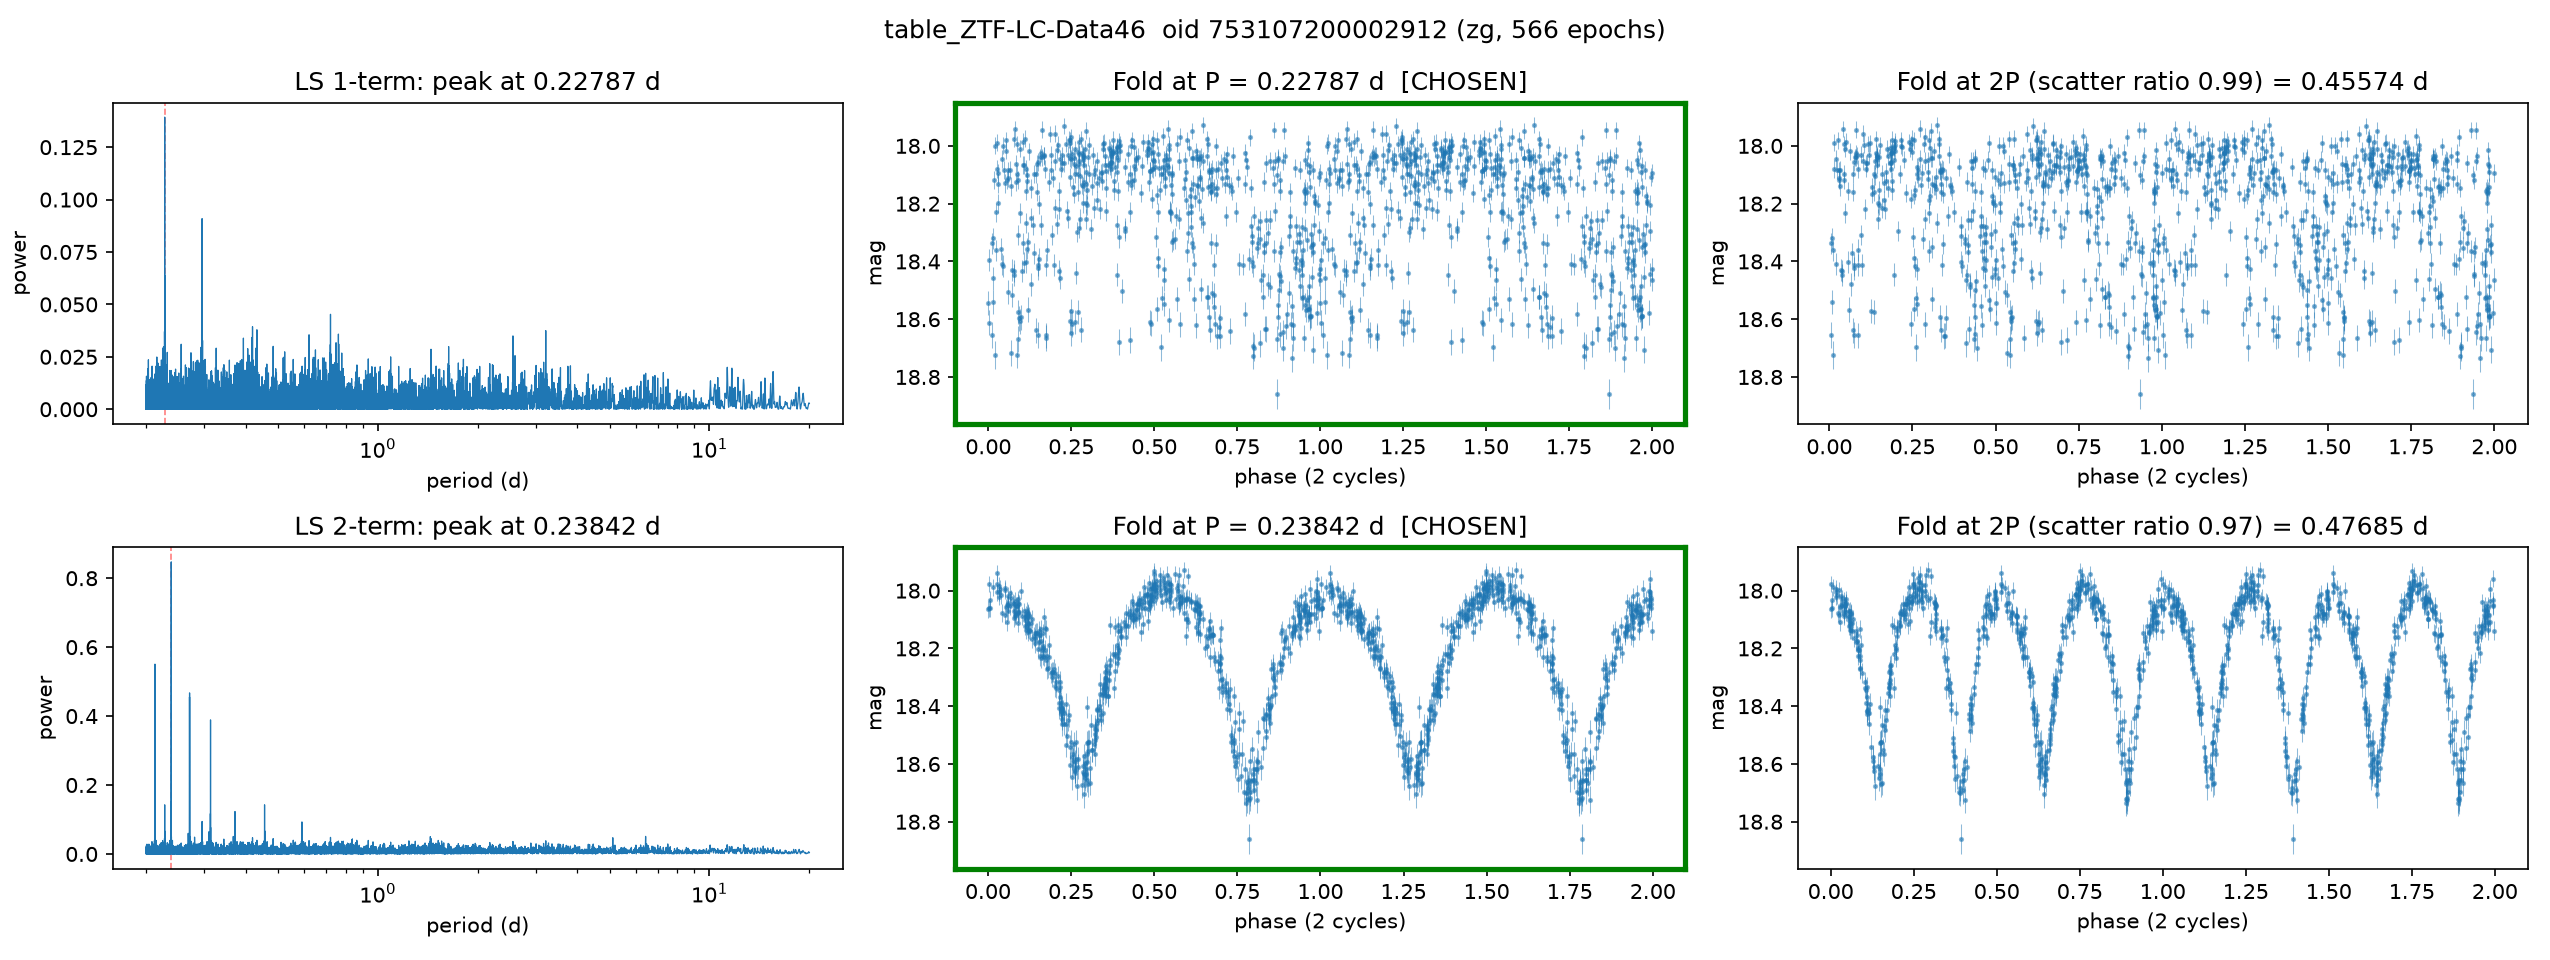 table_ZTF-LC-Data46  oid 753107200002912 (zg, 566 epochs)
LS 1-term: peak at 0.22787 d
power
0.125
0.100
0.075
0.050
0.025
0.000
10⁰
10¹
period (d)
Fold at P = 0.22787 d  [CHOSEN]
mag
18.0
18.2
18.4
18.6
18.8
0.00 0.25 0.50 0.75 1.00 1.25 1.50 1.75 2.00
phase (2 cycles)
Fold at 2P (scatter ratio 0.99) = 0.45574 d
mag
18.0
18.2
18.4
18.6
18.8
0.00 0.25 0.50 0.75 1.00 1.25 1.50 1.75 2.00
phase (2 cycles)
LS 2-term: peak at 0.23842 d
power
0.8
0.6
0.4
0.2
0.0
10⁰
10¹
period (d)
Fold at P = 0.23842 d  [CHOSEN]
mag
18.0
18.2
18.4
18.6
18.8
0.00 0.25 0.50 0.75 1.00 1.25 1.50 1.75 2.00
phase (2 cycles)
Fold at 2P (scatter ratio 0.97) = 0.47685 d
mag
18.0
18.2
18.4
18.6
18.8
0.00 0.25 0.50 0.75 1.00 1.25 1.50 1.75 2.00
phase (2 cycles)